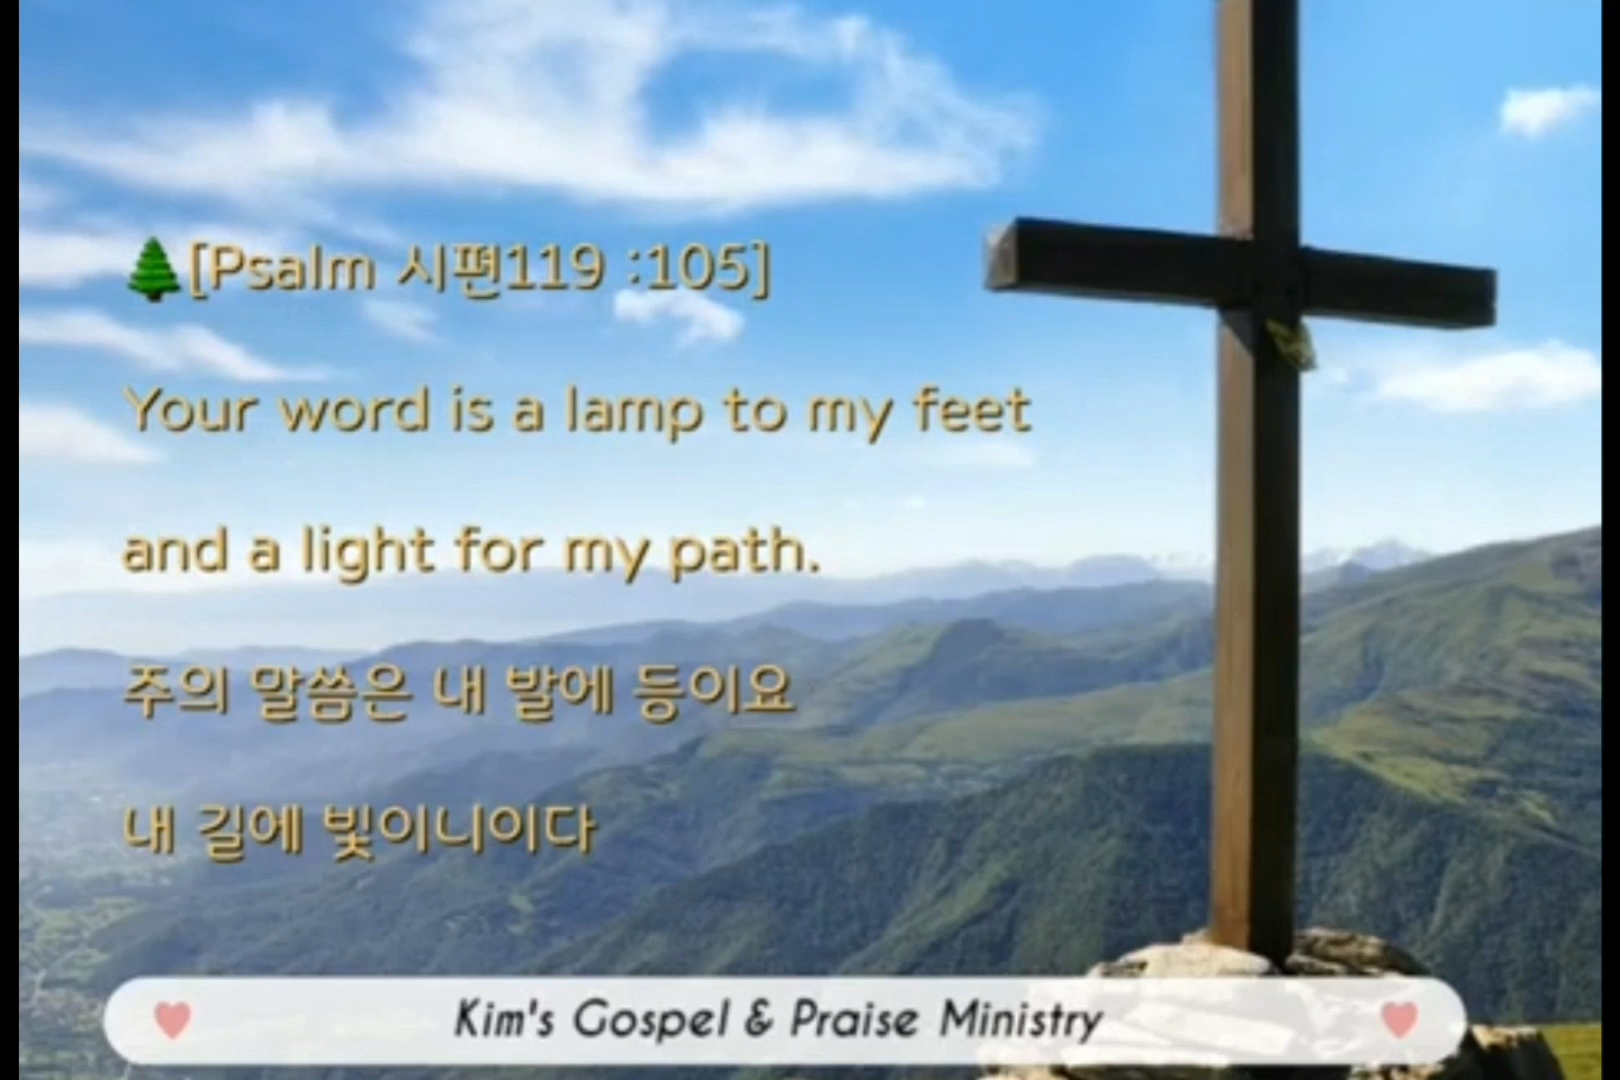 🌲[Psalm 시편119 :105]
Your word is a lamp to my feet
and a light for my path.
주의 말씀은 내 발에 등이요
내 길에 빛이니이다
Kim's Gospel & Praise Ministry